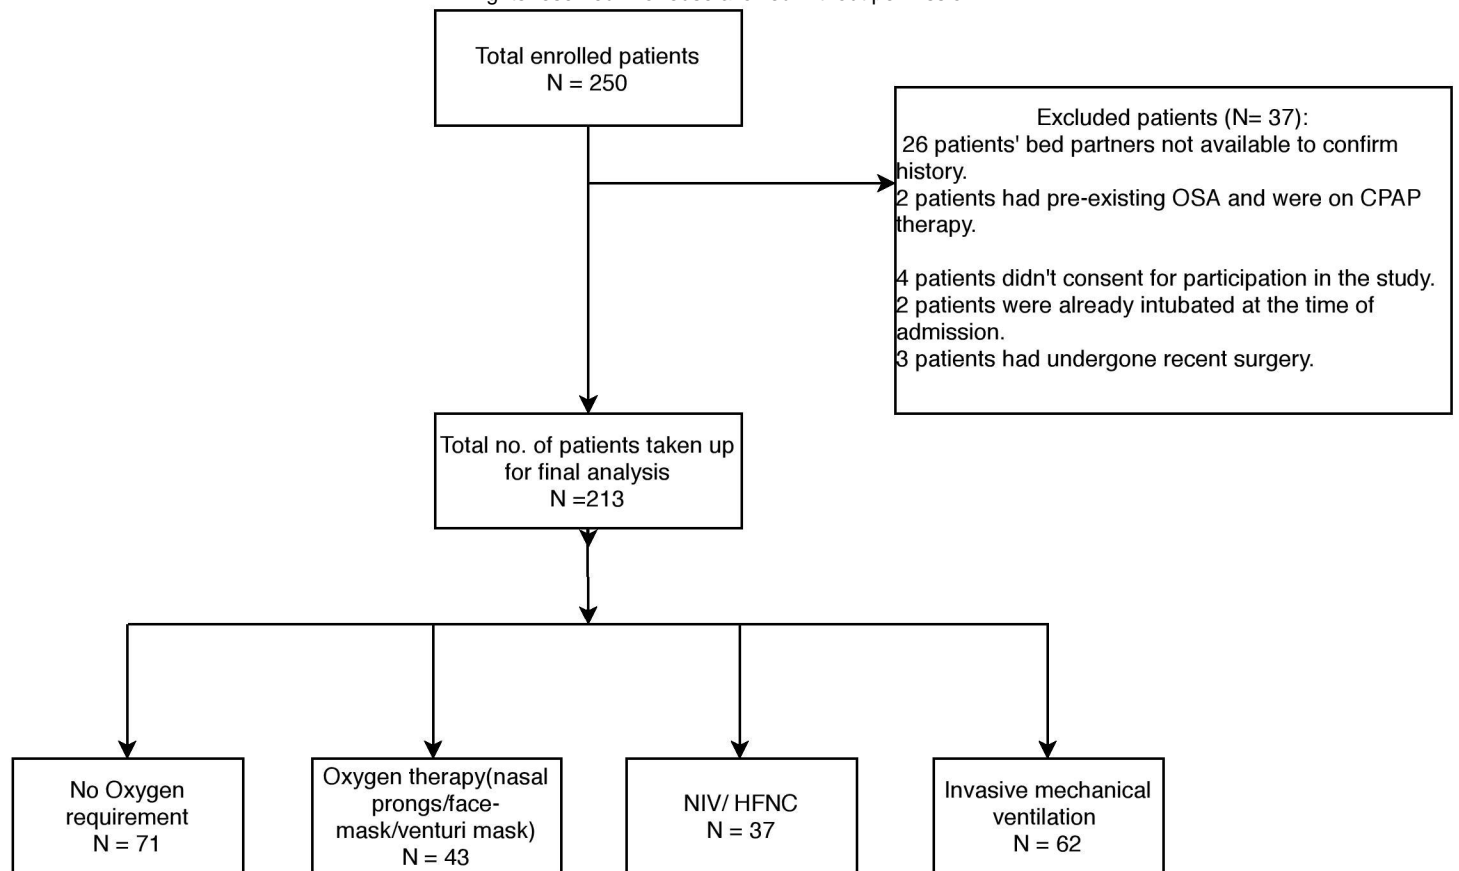 Total enrolled patients
N = 250
Excluded patients (N= 37):
26 patients' bed partners not available to confirm
history.
2 patients had pre-existing OSA and were on CPAP
therapy.
4 patients didn't consent for participation in the study.
2 patients were already intubated at the time of
admission.
3 patients had undergone recent surgery.
Total no. of patients taken up
for final analysis
N =213
No Oxygen
requirement
N = 71
Oxygen therapy(nasal
prongs/face-
mask/venturi mask)
N = 43
NIV/ HFNC
N = 37
Invasive mechanical
ventilation
N = 62